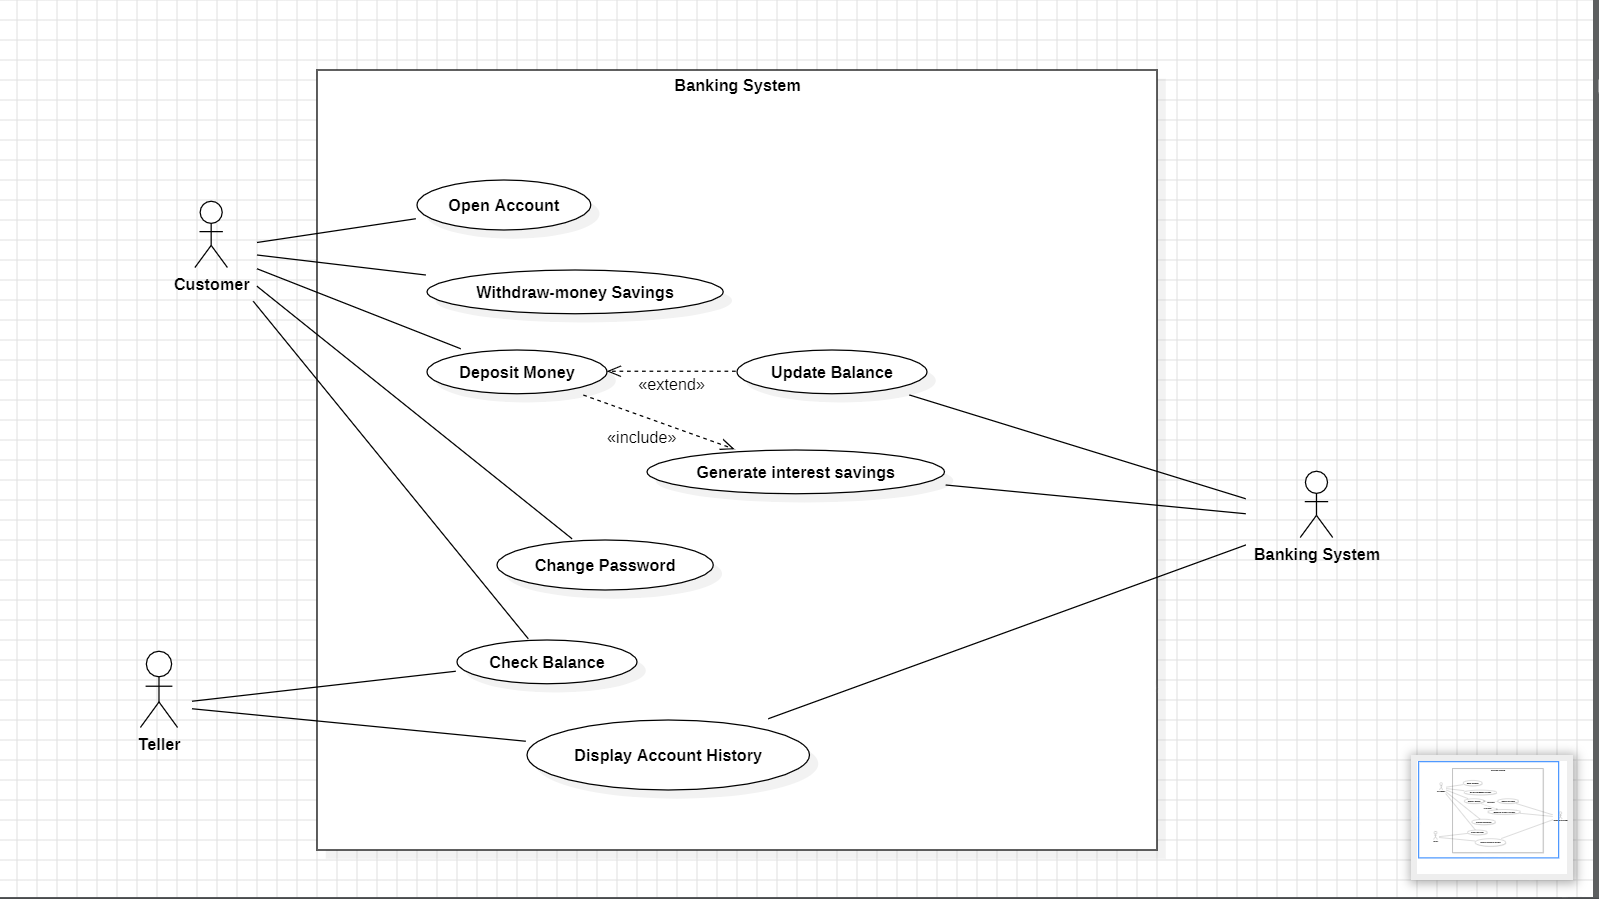 Banking System
Open Account
Customer
Withdraw-money Savings
Deposit Money
«extend»
Update Balance
«include»
Generate interest savings
Banking System
Change Password
Check Balance
Teller
Display Account History